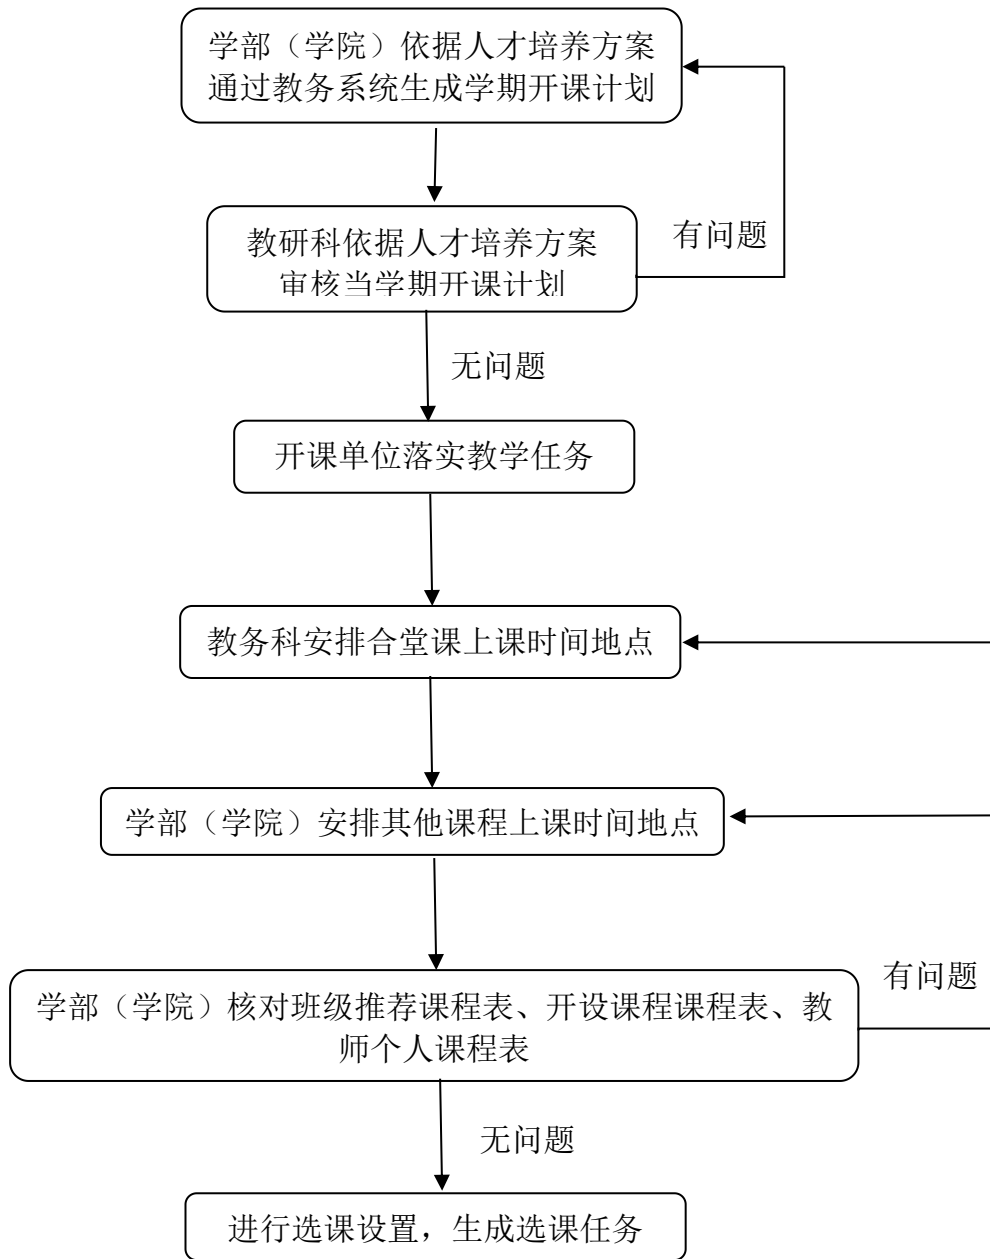 学部（学院）依据人才培养方案
通过教务系统生成学期开课计划
有问题
教研科依据人才培养方案
审核当学期开课计划
无问题
开课单位落实教学任务
教务科安排合堂课上课时间地点
学部（学院）安排其他课程上课时间地点
有问题
学部（学院）核对班级推荐课程表、开设课程课程表、教
师个人课程表
无问题
进行选课设置，生成选课任务